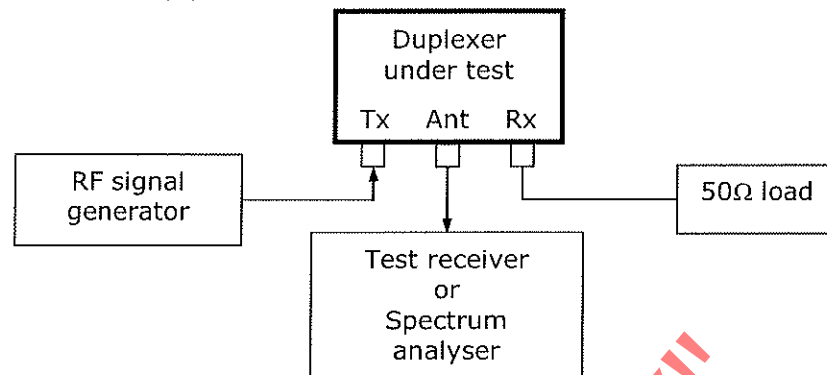 Duplexer
under test
Tx Ant Rx
RF signal
generator
50Ω load
Test receiver
or
Spectrum
analyser